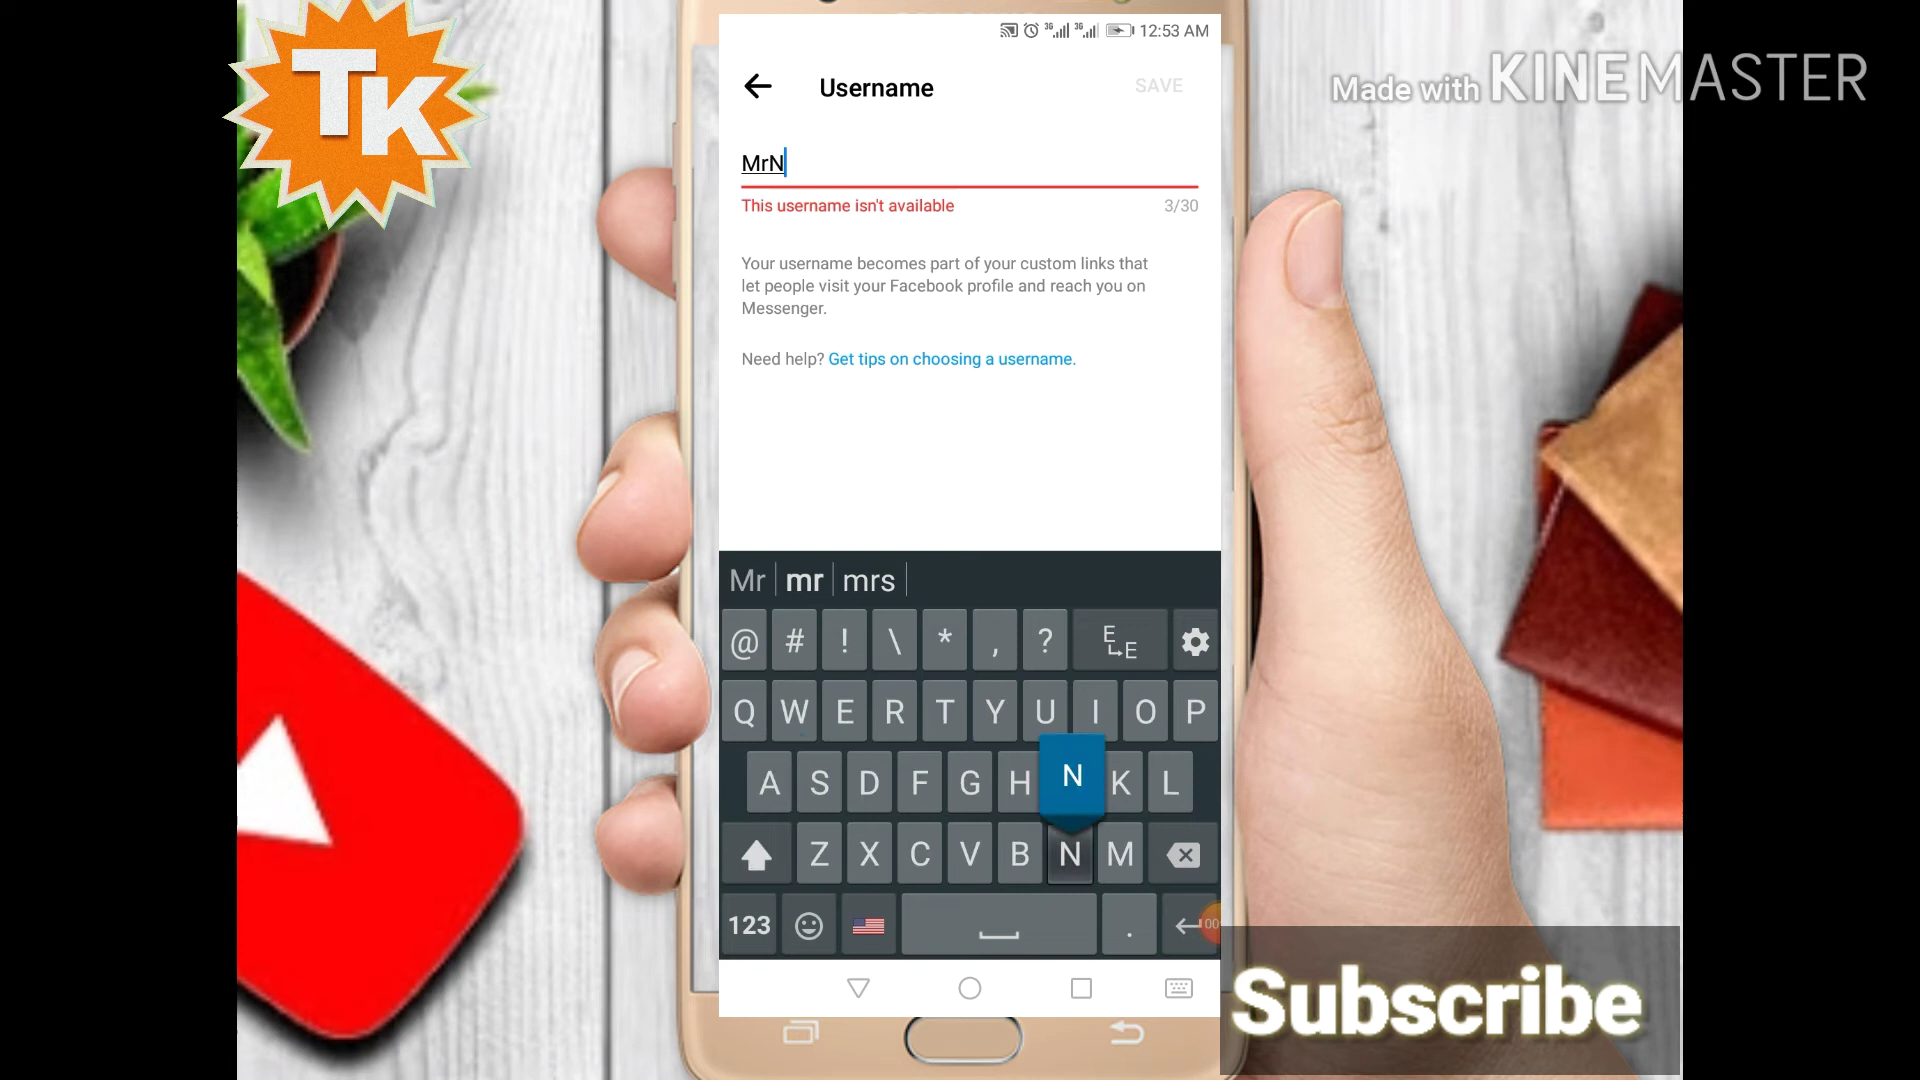 TK
12:53 AM
Made with KINEMASTER
Username
SAVE
MrN
This username isn't available
3/30
Your username becomes part of your custom links that
let people visit your Facebook profile and reach you on
Messenger.
Need help? Get tips on choosing a username.
Mr mr mrs
@ # ! \ * , ? E E
Q W E R T Y U I O P
A S D F G H N K L
Z X C V B N M
123 . 00
Subscribe